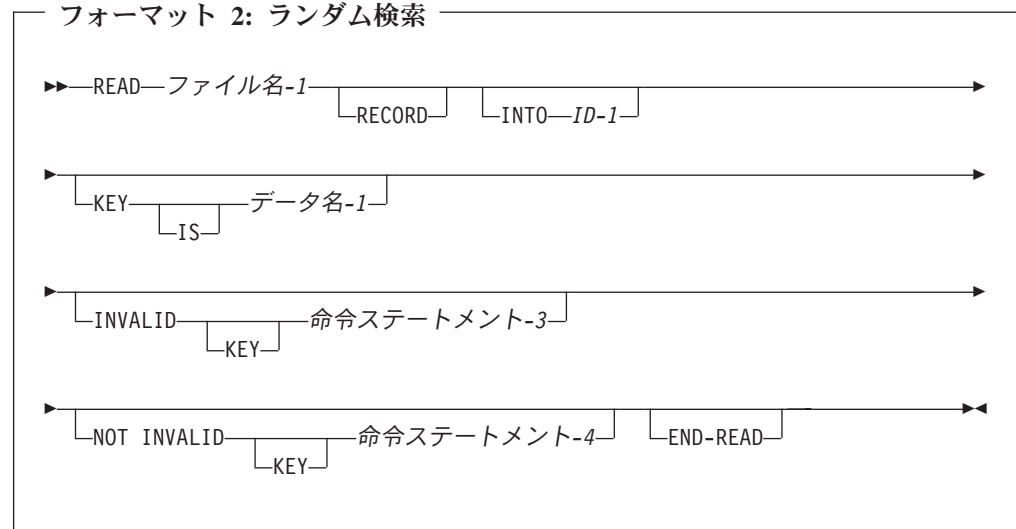 フォーマット 2: ランダム検索
READ ファイル名-1
RECORD INTO ID-1
KEY データ名-1
IS
INVALID 命令ステートメント-3
KEY
NOT INVALID 命令ステートメント-4 END-READ
KEY